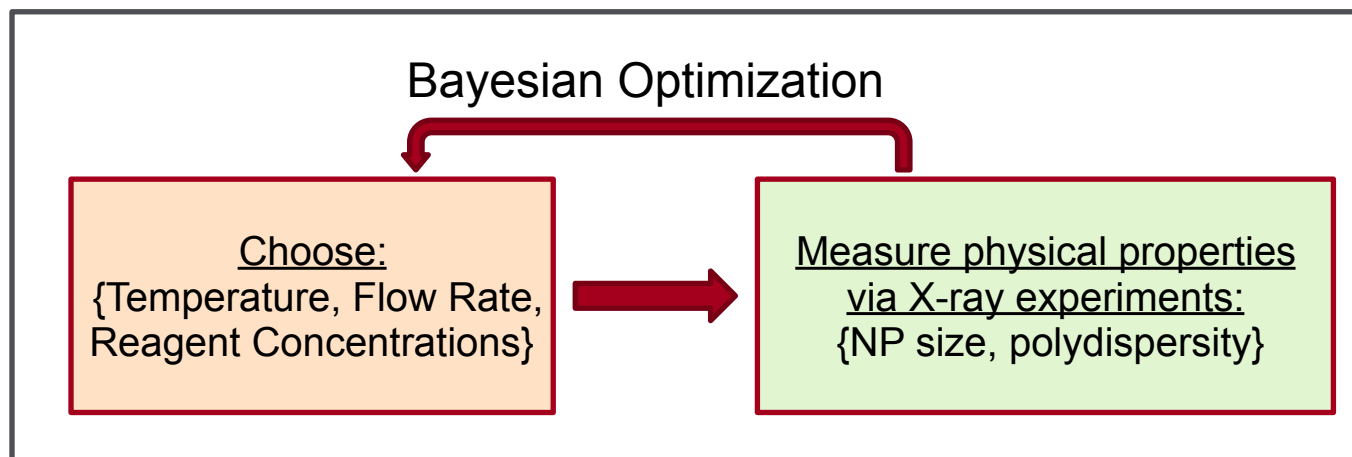 Bayesian Optimization
Choose:
{Temperature, Flow Rate,
Reagent Concentrations}
Measure physical properties
via X-ray experiments:
{NP size, polydispersity}